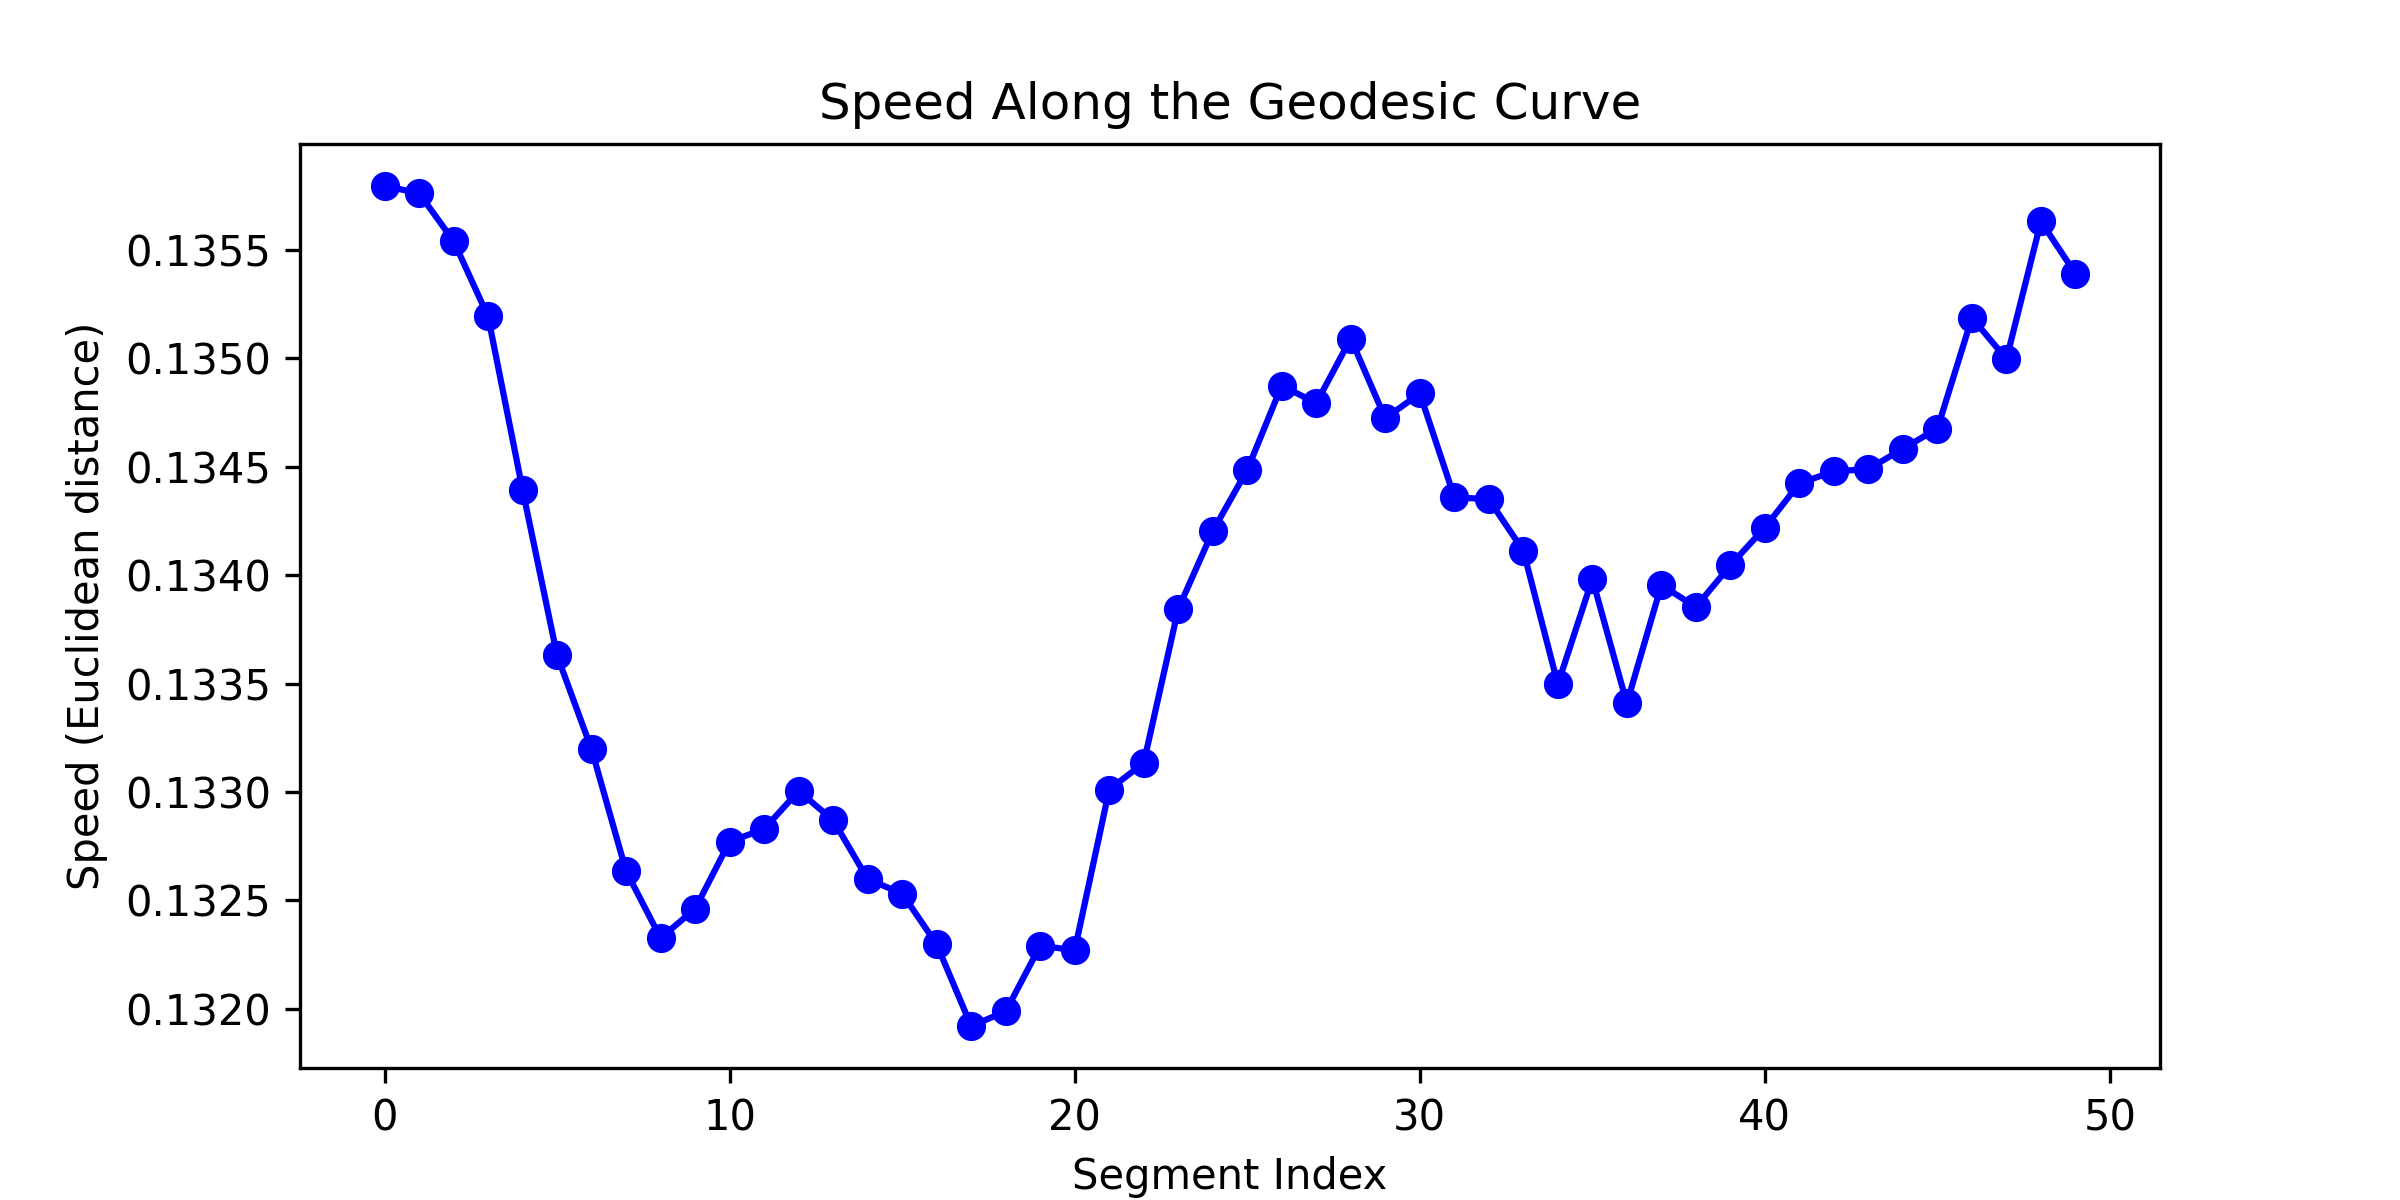 Speed Along the Geodesic Curve
Speed (Euclidean distance)
0.1355
0.1350
0.1345
0.1340
0.1335
0.1330
0.1325
0.1320
0 10 20 30 40 50
Segment Index